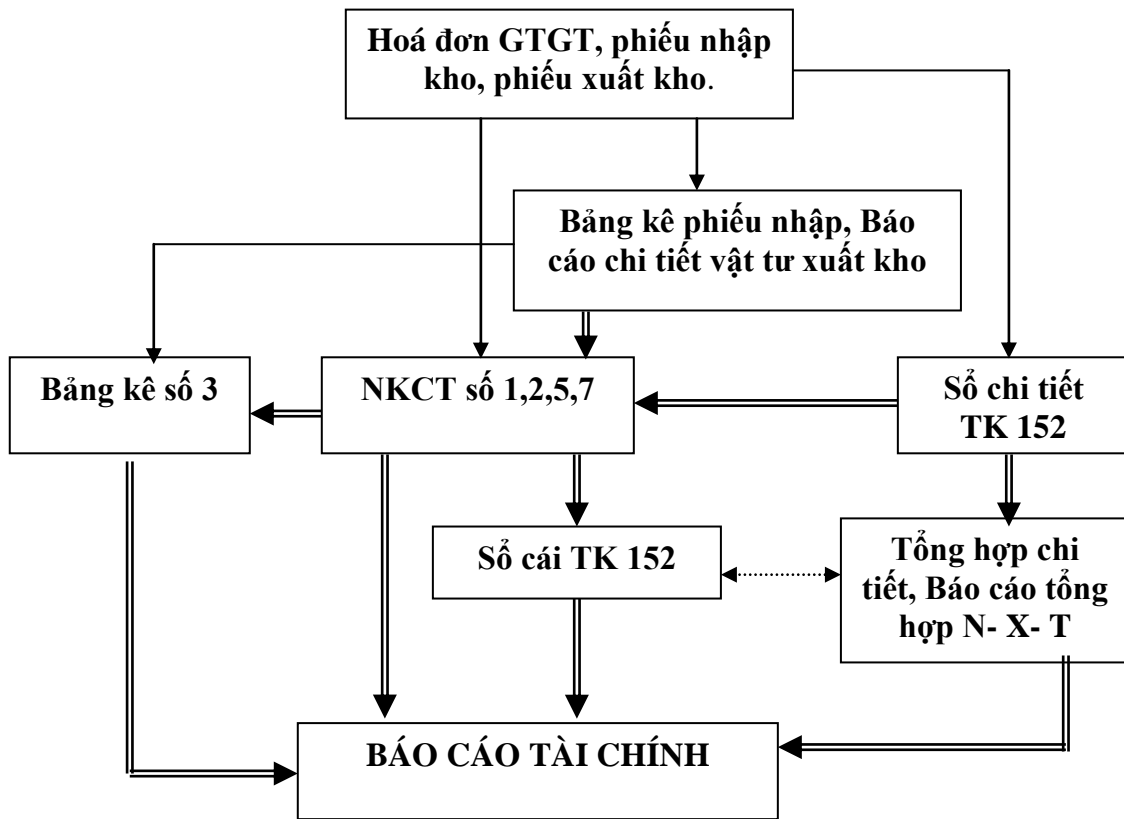 Hoá đơn GTGT, phiếu nhập
kho, phiếu xuất kho.
Bảng kê phiếu nhập, Báo
cáo chi tiết vật tư xuất kho
Bảng kê số 3
NKCT số 1,2,5,7
Sổ chi tiết
TK 152
Sổ cái TK 152
Tổng hợp chi
tiết, Báo cáo tổng
hợp N- X- T
BÁO CÁO TÀI CHÍNH